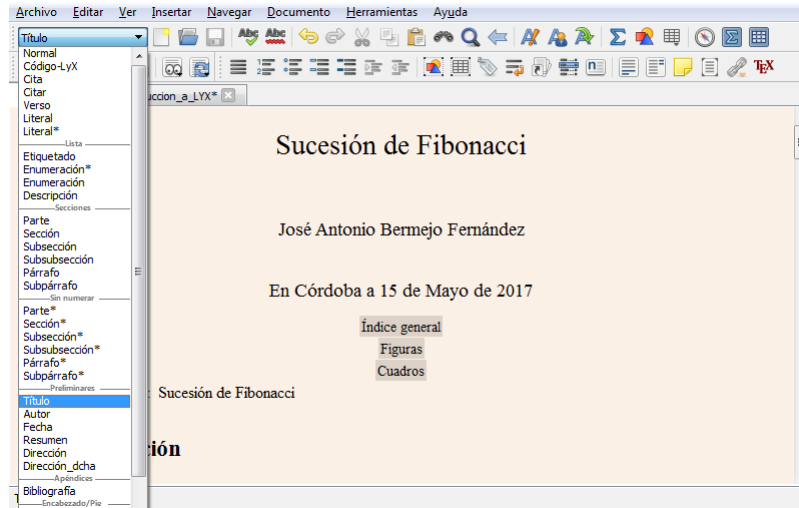 Archivo Editar Ver Insertar Navegar Documento Herramientas Ayuda
Título
Normal
Código-LyX
Cita
Citar
Verso
Literal
Literal*
Lista
Etiquetado
Enumeración*
Enumeración
Descripción
Secciones
Parte
Sección
Subsección
Subsubsección
Párrafo
Subpárrafo
Sin numerar
Parte*
Sección*
Subsección*
Subsubsección*
Párrafo*
Subpárrafo*
Preliminares
Título
Autor
Fecha
Resumen
Dirección
Dirección_dcha
Apéndices
Bibliografía
Encabezado/Pie
uccion_a_LYX*
Sucesión de Fibonacci
José Antonio Bermejo Fernández
En Córdoba a 15 de Mayo de 2017
Índice general
Figuras
Cuadros
: Sucesión de Fibonacci
ción
ABC ABC
TEX